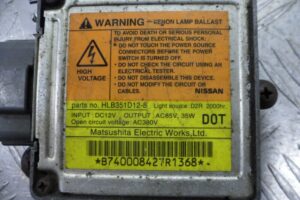 WARNING XENON LAMP BALLAST
TO AVOID DEATH OR SERIOUS PERSONAL
INJURY FROM ELECTRICAL SHOCK.
• DO NOT TOUCH THE POWER SOURCE
CONNECTORS BEFORE THE POWER
SWITCH IS TURNED OFF.
• DO NOT CHECK THE CIRCUIT USING AN
ELECTRICAL TESTER.
• DO NOT DISASSEMBLE THIS DEVICE.
• DO NOT MODIFY THE CIRCUIT OR
CABLES.
NISSAN
HIGH
VOLTAGE
parts no. Light source: D2R 2000hr.
INPUT DC12V OUTPUT AC85V, 35W
Open circuit voltage: AC380V
DOT
Matsushita Electric Works,Ltd.
*8740008427R1368*